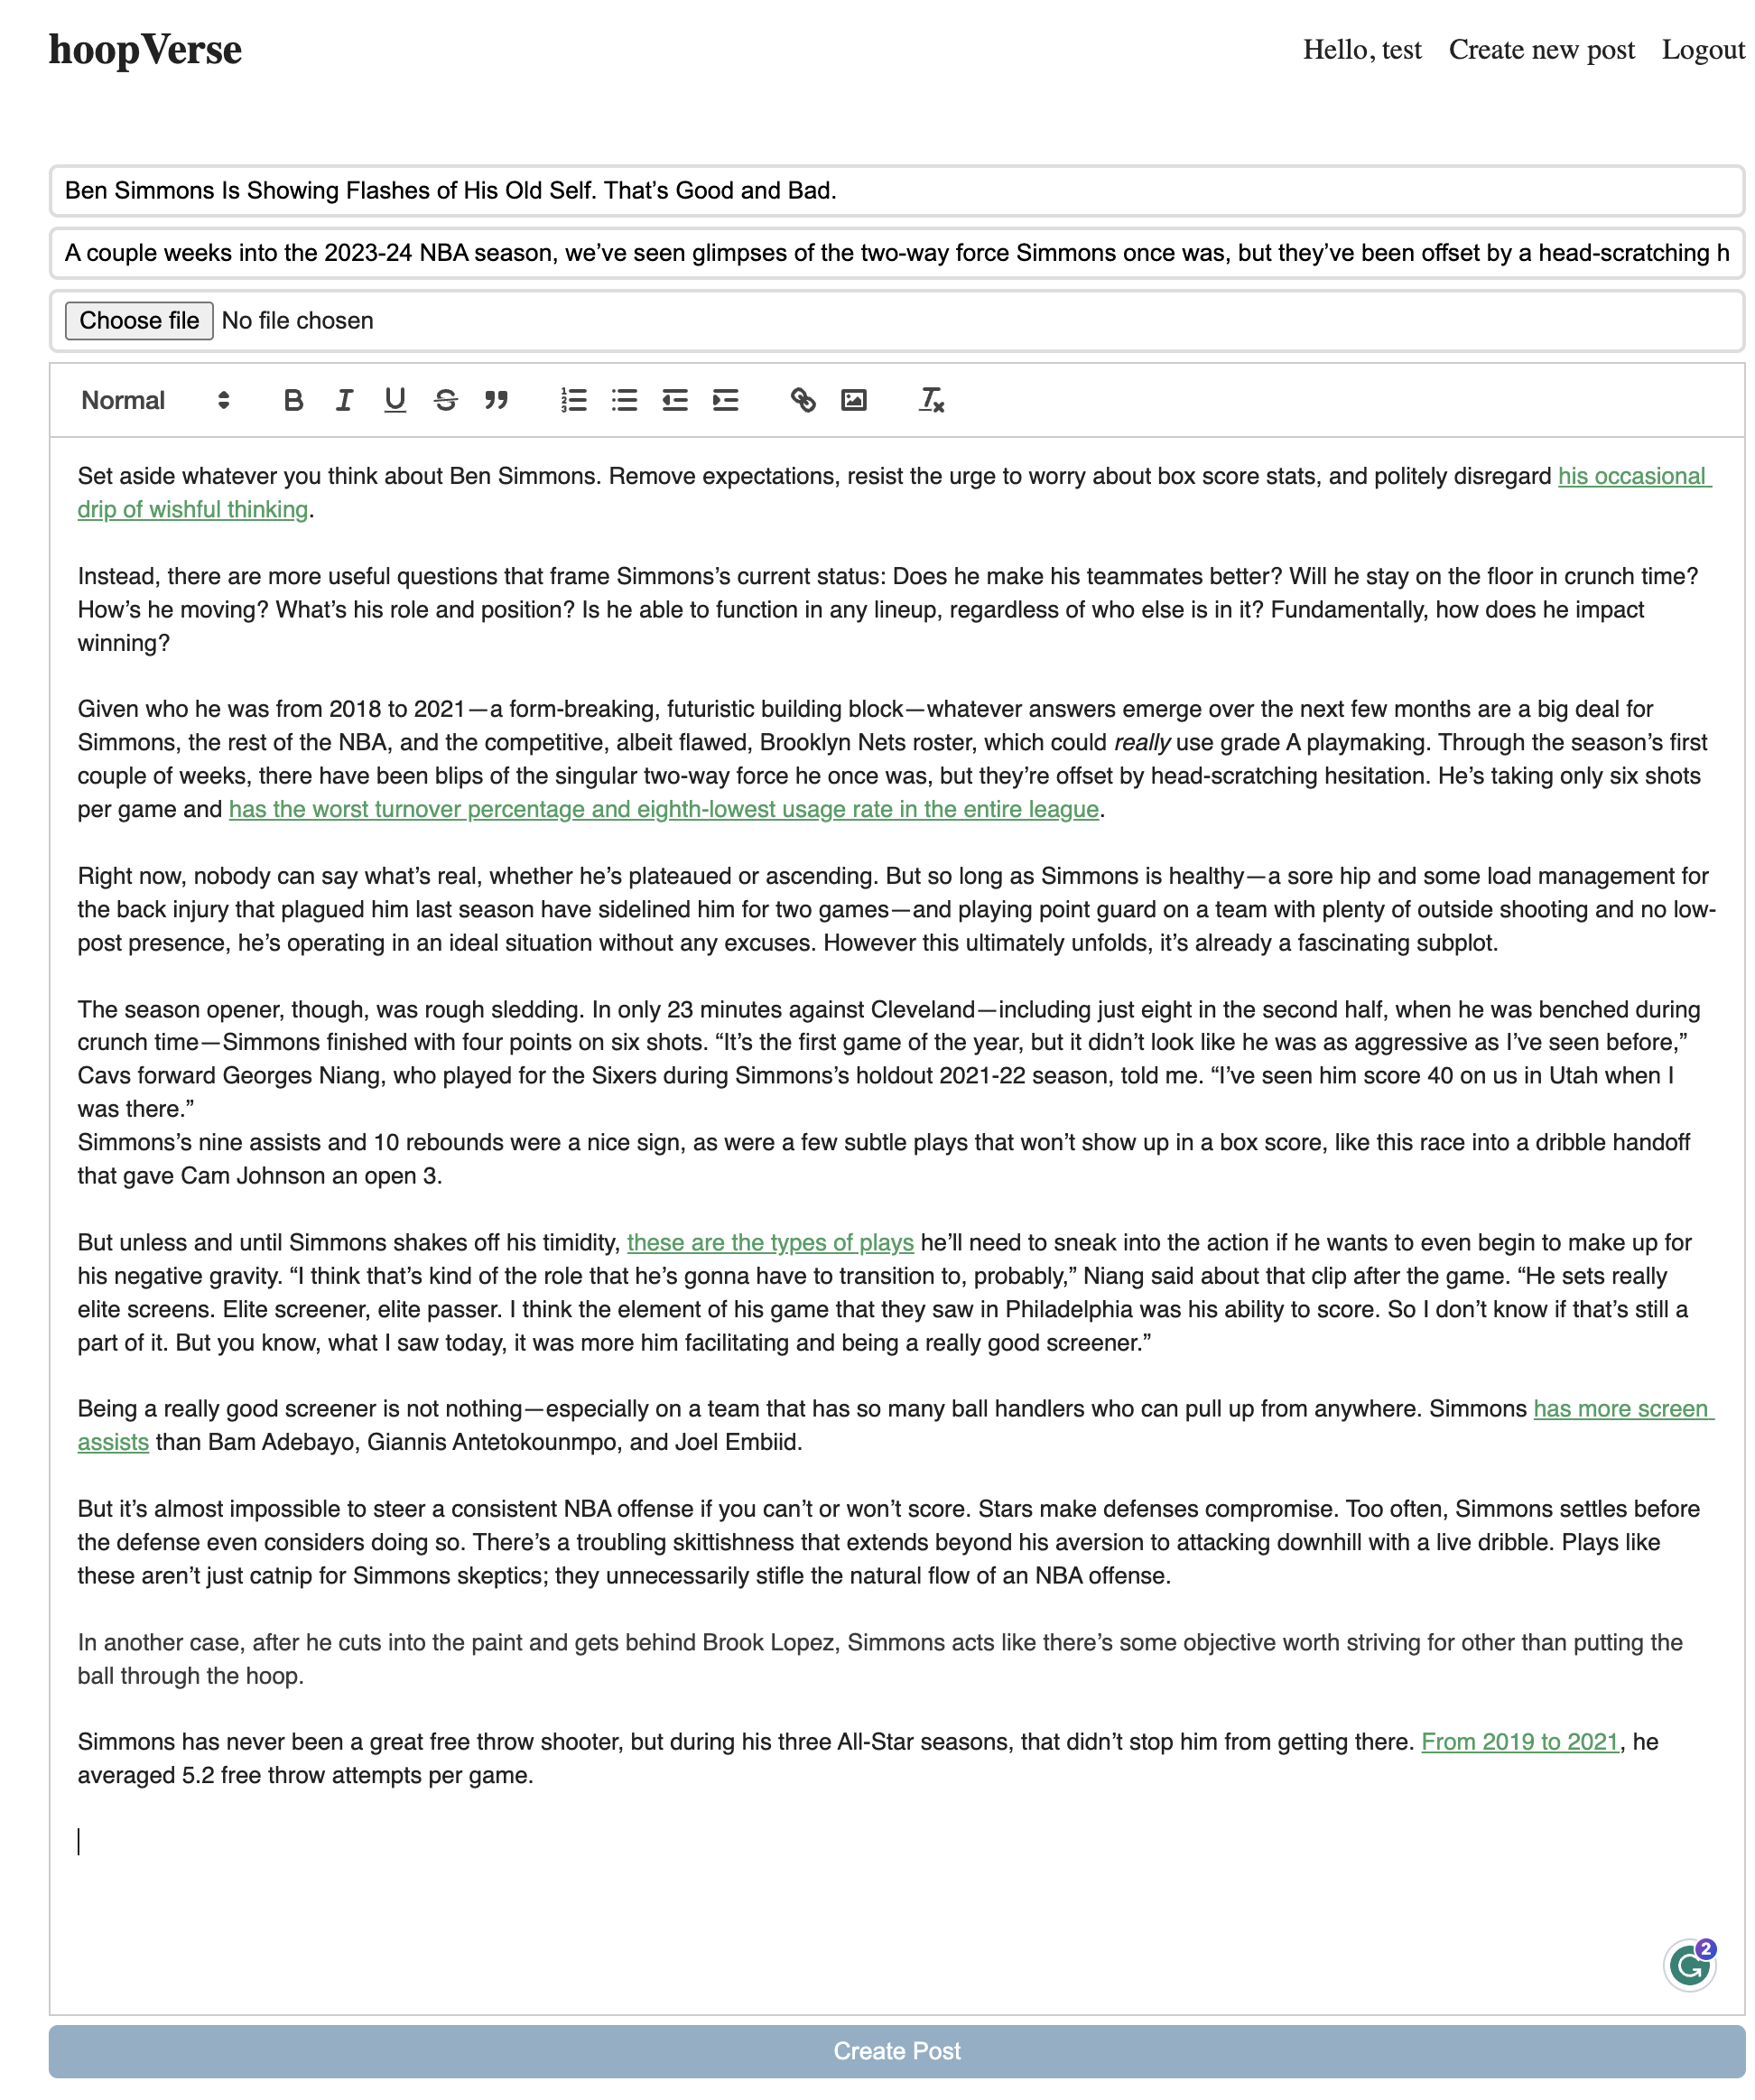 hoopVerse
Hello, test Create new post Logout
Ben Simmons Is Showing Flashes of His Old Self. That’s Good and Bad.
A couple weeks into the 2023-24 NBA season, we’ve seen glimpses of the two-way force Simmons once was, but they’ve been offset by a head-scratching h
Choose file No file chosen
Normal
Set aside whatever you think about Ben Simmons. Remove expectations, resist the urge to worry about box score stats, and politely disregard his occasional
drip of wishful thinking.
Instead, there are more useful questions that frame Simmons’s current status: Does he make his teammates better? Will he stay on the floor in crunch time?
How’s he moving? What’s his role and position? Is he able to function in any lineup, regardless of who else is in it? Fundamentally, how does he impact
winning?
Given who he was from 2018 to 2021—a form-breaking, futuristic building block—whatever answers emerge over the next few months are a big deal for
Simmons, the rest of the NBA, and the competitive, albeit flawed, Brooklyn Nets roster, which could really use grade A playmaking. Through the season’s first
couple of weeks, there have been blips of the singular two-way force he once was, but they’re offset by head-scratching hesitation. He’s taking only six shots
per game and has the worst turnover percentage and eighth-lowest usage rate in the entire league.
Right now, nobody can say what’s real, whether he’s plateaued or ascending. But so long as Simmons is healthy—a sore hip and some load management for
the back injury that plagued him last season have sidelined him for two games—and playing point guard on a team with plenty of outside shooting and no low-
post presence, he’s operating in an ideal situation without any excuses. However this ultimately unfolds, it’s already a fascinating subplot.
The season opener, though, was rough sledding. In only 23 minutes against Cleveland—including just eight in the second half, when he was benched during
crunch time—Simmons finished with four points on six shots. “It’s the first game of the year, but it didn’t look like he was as aggressive as I’ve seen before,”
Cavs forward Georges Niang, who played for the Sixers during Simmons’s holdout 2021-22 season, told me. “I’ve seen him score 40 on us in Utah when I
was there.”
Simmons’s nine assists and 10 rebounds were a nice sign, as were a few subtle plays that won’t show up in a box score, like this race into a dribble handoff
that gave Cam Johnson an open 3.
But unless and until Simmons shakes off his timidity, these are the types of plays he’ll need to sneak into the action if he wants to even begin to make up for
his negative gravity. “I think that’s kind of the role that he’s gonna have to transition to, probably,” Niang said about that clip after the game. “He sets really
elite screens. Elite screener, elite passer. I think the element of his game that they saw in Philadelphia was his ability to score. So I don’t know if that’s still a
part of it. But you know, what I saw today, it was more him facilitating and being a really good screener.”
Being a really good screener is not nothing—especially on a team that has so many ball handlers who can pull up from anywhere. Simmons has more screen
assists than Bam Adebayo, Giannis Antetokounmpo, and Joel Embiid.
But it’s almost impossible to steer a consistent NBA offense if you can’t or won’t score. Stars make defenses compromise. Too often, Simmons settles before
the defense even considers doing so. There’s a troubling skittishness that extends beyond his aversion to attacking downhill with a live dribble. Plays like
these aren’t just catnip for Simmons skeptics; they unnecessarily stifle the natural flow of an NBA offense.
In another case, after he cuts into the paint and gets behind Brook Lopez, Simmons acts like there’s some objective worth striving for other than putting the
ball through the hoop.
Simmons has never been a great free throw shooter, but during his three All-Star seasons, that didn’t stop him from getting there. From 2019 to 2021, he
averaged 5.2 free throw attempts per game.
2
Create Post